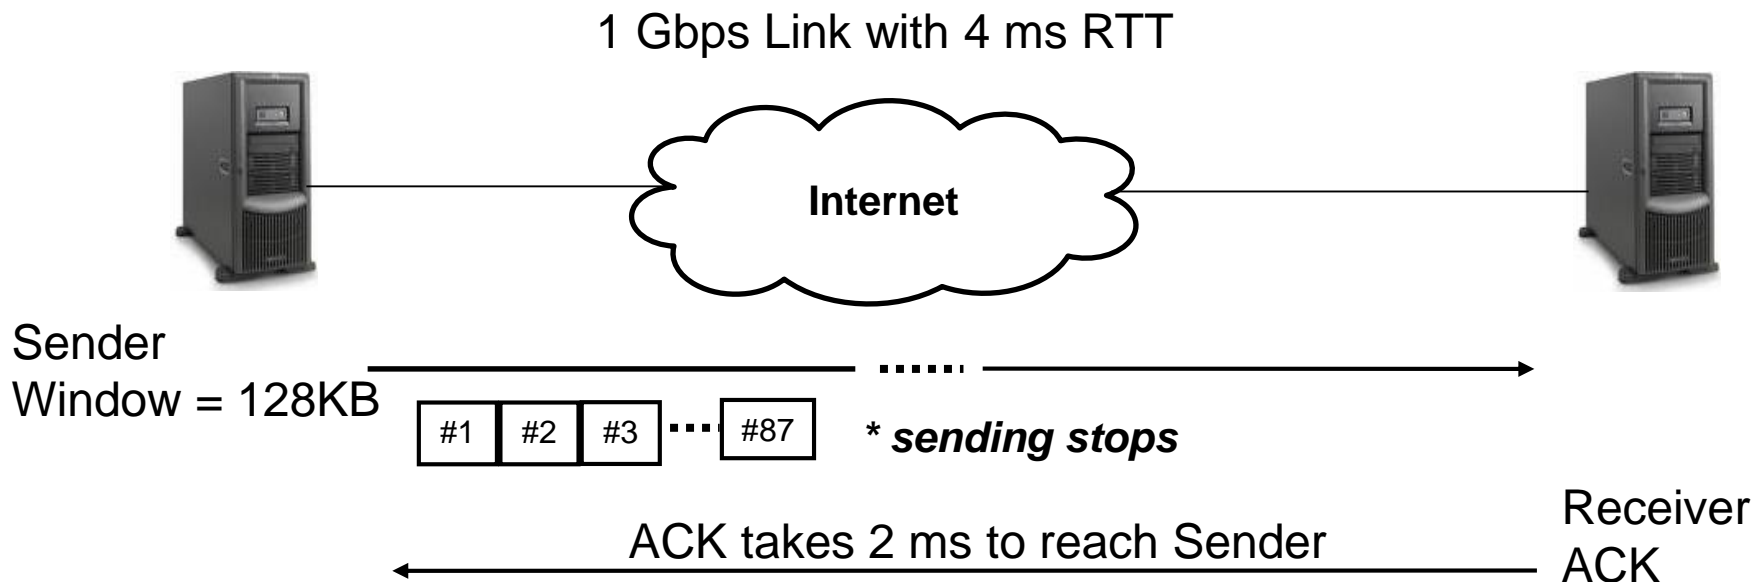 1 Gbps Link with 4 ms RTT
Internet
Sender
Window = 128KB
#1 #2 #3 #87 * sending stops
ACK takes 2 ms to reach Sender
Receiver
ACK